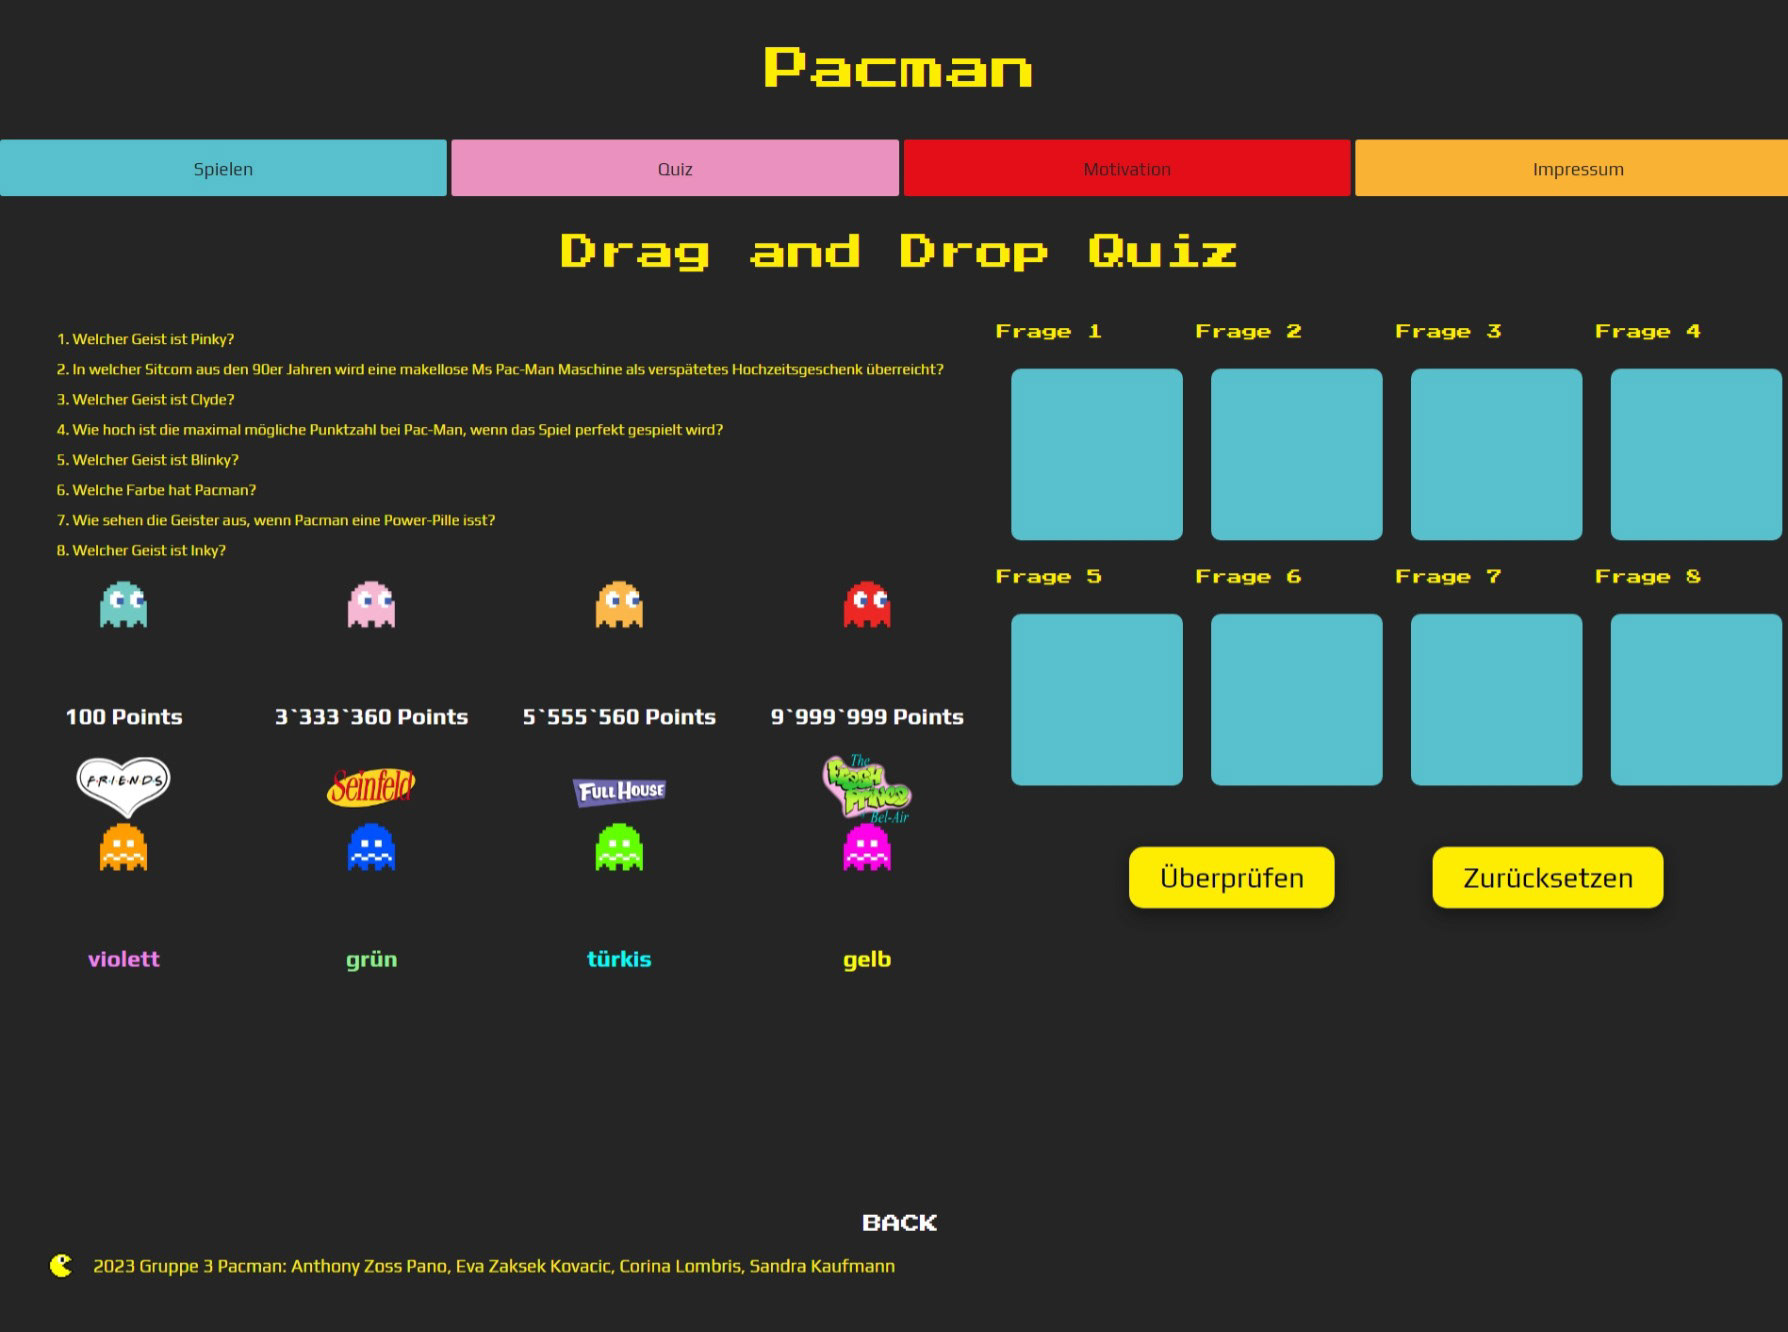 Pacman
Spielen Quiz Motivation Impressum
Drag and Drop Quiz
1. Welcher Geist ist Pinky?
2. In welcher Sitcom aus den 90er Jahren wird eine makellose Ms Pac-Man Maschine als verspätetes Hochzeitsgeschenk überreicht?
3. Welcher Geist ist Clyde?
4. Wie hoch ist die maximal mögliche Punktzahl bei Pac-Man, wenn das Spiel perfekt gespielt wird?
5. Welcher Geist ist Blinky?
6. Welche Farbe hat Pacman?
7. Wie sehen die Geister aus, wenn Pacman eine Power-Pille isst?
8. Welcher Geist ist Inky?
100 Points 3`333`360 Points 5`555`560 Points 9`999`999 Points
F·R·I·E·N·D·S
Seinfeld
FULL HOUSE
The
FRESH
PRINCE
Bel-Air
violett grün türkis gelb
Frage 1 Frage 2 Frage 3 Frage 4
Frage 5 Frage 6 Frage 7 Frage 8
Überprüfen Zurücksetzen
BACK
2023 Gruppe 3 Pacman: Anthony Zoss Pano, Eva Zaksek Kovacic, Corina Lombris, Sandra Kaufmann